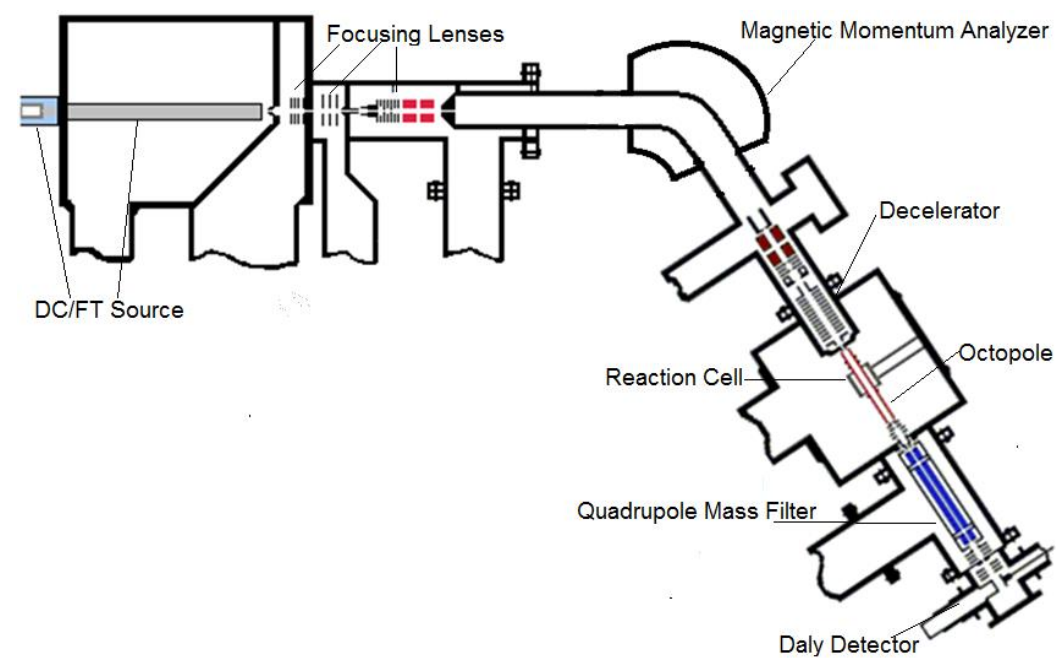 Focusing Lenses
Magnetic Momentum Analyzer
Decelerator
DC/FT Source
Octopole
Reaction Cell
Quadrupole Mass Filter
Daly Detector